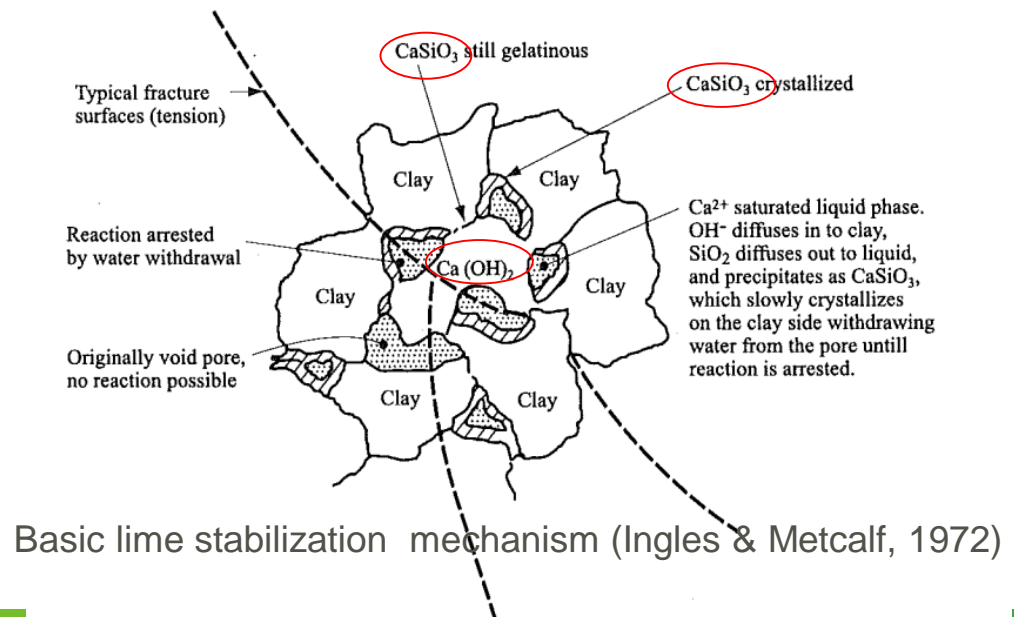 CaSiO₃ still gelatinous
CaSiO₃ crystallized
Typical fracture
surfaces (tension)
Clay
Clay
Ca²⁺ saturated liquid phase.
OH⁻ diffuses in to clay,
SiO₂ diffuses out to liquid,
and precipitates as CaSiO₃,
which slowly crystallizes
on the clay side withdrawing
water from the pore untill
reaction is arrested.
Reaction arrested
by water withdrawal
Ca (OH)₂
Clay
Clay
Originally void pore,
no reaction possible
Clay
Clay
Basic lime stabilization mechanism (Ingles & Metcalf, 1972)